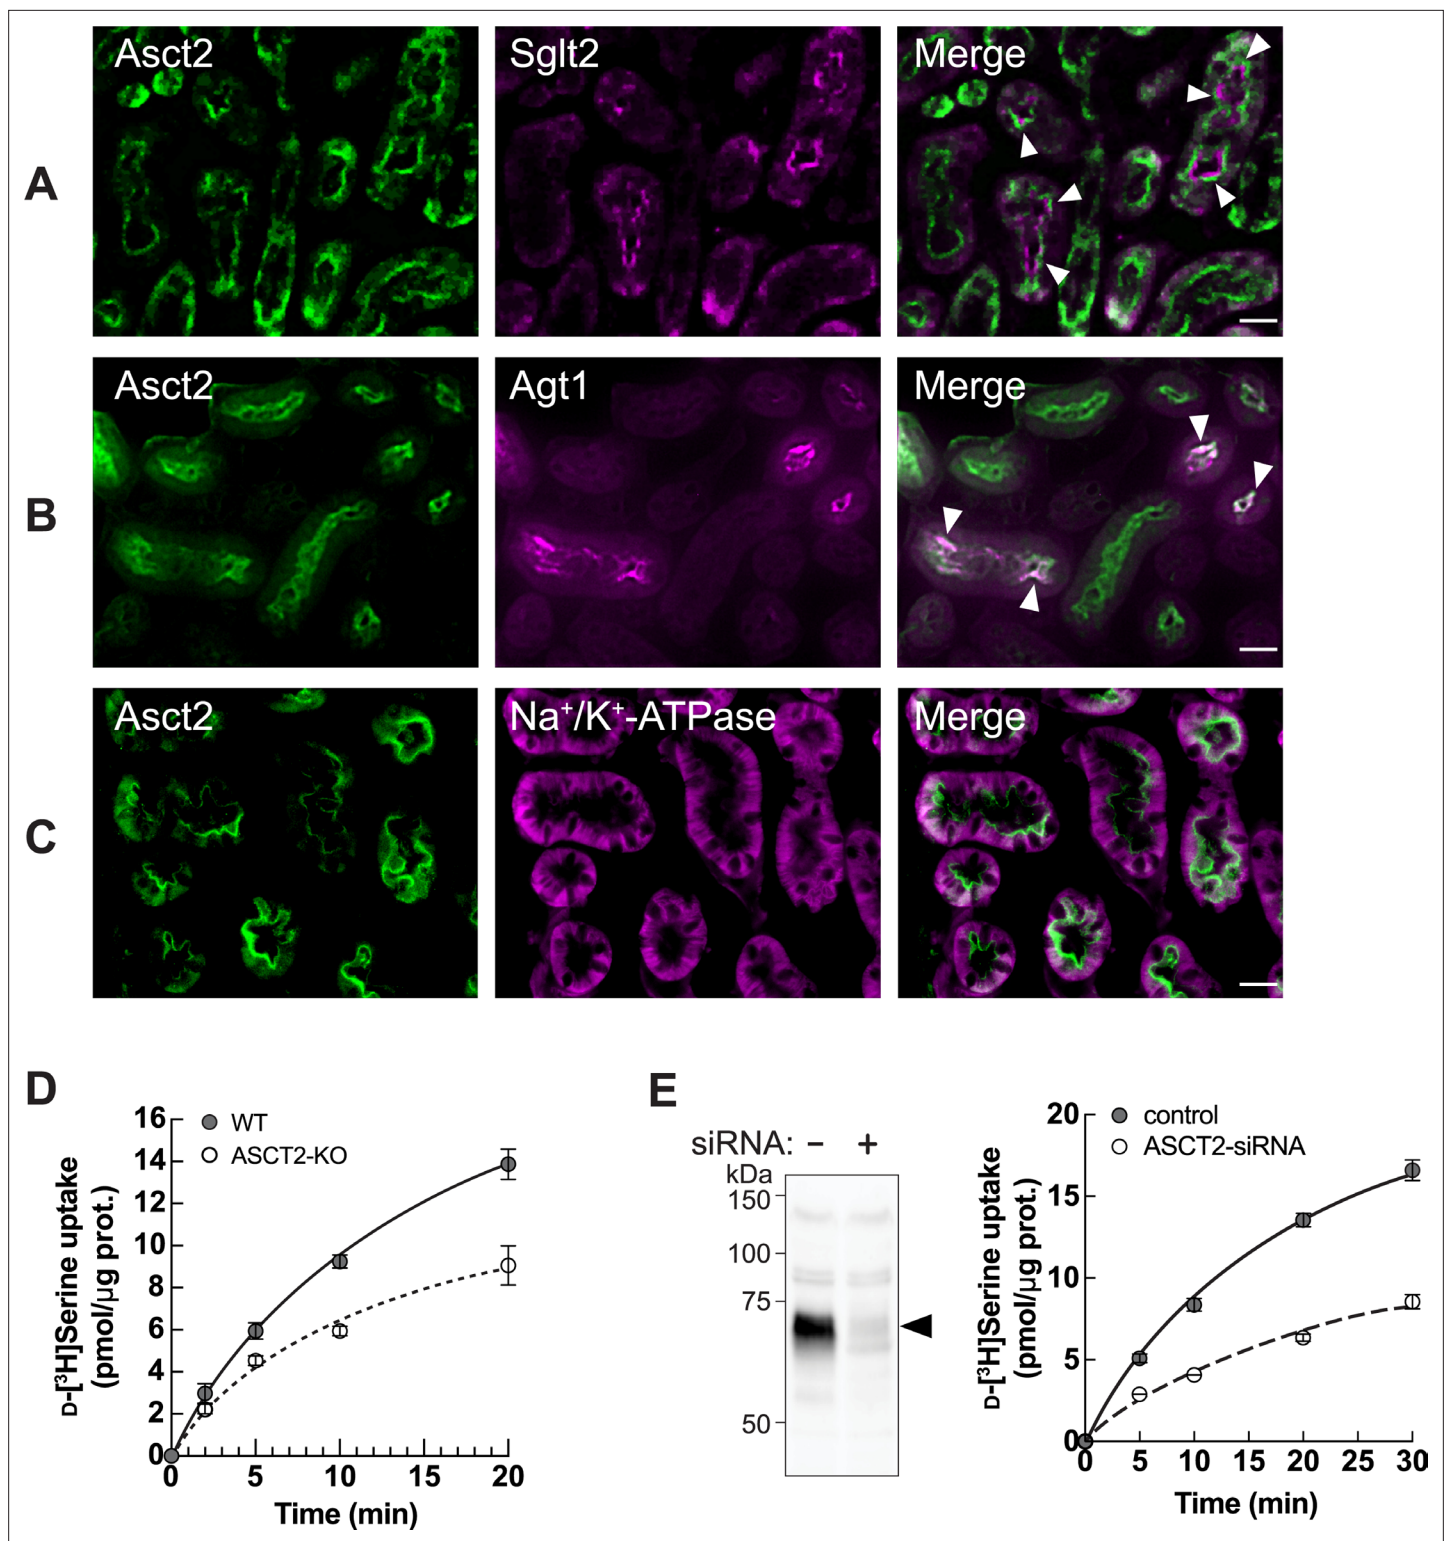 A
Asct2
Sglt2
Merge
B
Asct2
Agt1
Merge
C
Asct2
Na⁺/K⁺-ATPase
Merge
D
D-[³H]Serine uptake
(pmol/μg prot.)
16
14
12
10
8
6
4
2
0
WT
ASCT2-KO
0 5 10 15 20
Time (min)
E
siRNA: − +
kDa
150
100
75
50
D-[³H]Serine uptake
(pmol/μg prot.)
20
15
10
5
0
control
ASCT2-siRNA
0 5 10 15 20 25 30
Time (min)